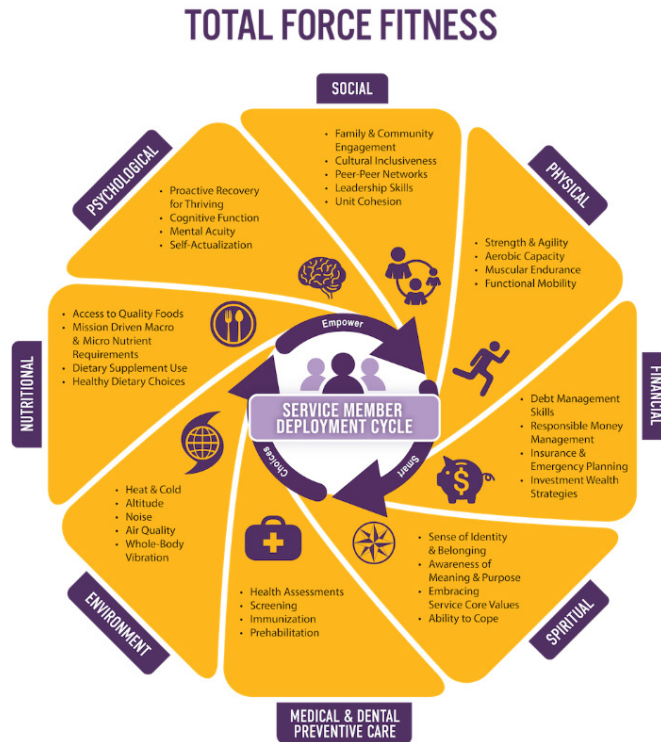 TOTAL FORCE FITNESS
SOCIAL
• Family & Community
Engagement
• Cultural Inclusiveness
• Peer-Peer Networks
• Leadership Skills
• Unit Cohesion
PHYSICAL
• Strength & Agility
• Aerobic Capacity
• Muscular Endurance
• Functional Mobility
FINANCIAL
• Debt Management
Skills
• Responsible Money
Management
• Insurance &
Emergency Planning
• Investment Wealth
Strategies
SPIRITUAL
• Sense of Identity
& Belonging
• Awareness of
Meaning & Purpose
• Embracing
Service Core Values
• Ability to Cope
MEDICAL & DENTAL
PREVENTIVE CARE
• Health Assessments
• Screening
• Immunization
• Prehabilitation
ENVIRONMENT
• Heat & Cold
• Altitude
• Noise
• Air Quality
• Whole-Body
Vibration
NUTRITIONAL
• Access to Quality Foods
• Mission Driven Macro
& Micro Nutrient
Requirements
• Dietary Supplement Use
• Healthy Dietary Choices
PSYCHOLOGICAL
• Proactive Recovery
for Thriving
• Cognitive Function
• Mental Acuity
• Self-Actualization
Empower
Smart
Choices
SERVICE MEMBER
DEPLOYMENT CYCLE
$